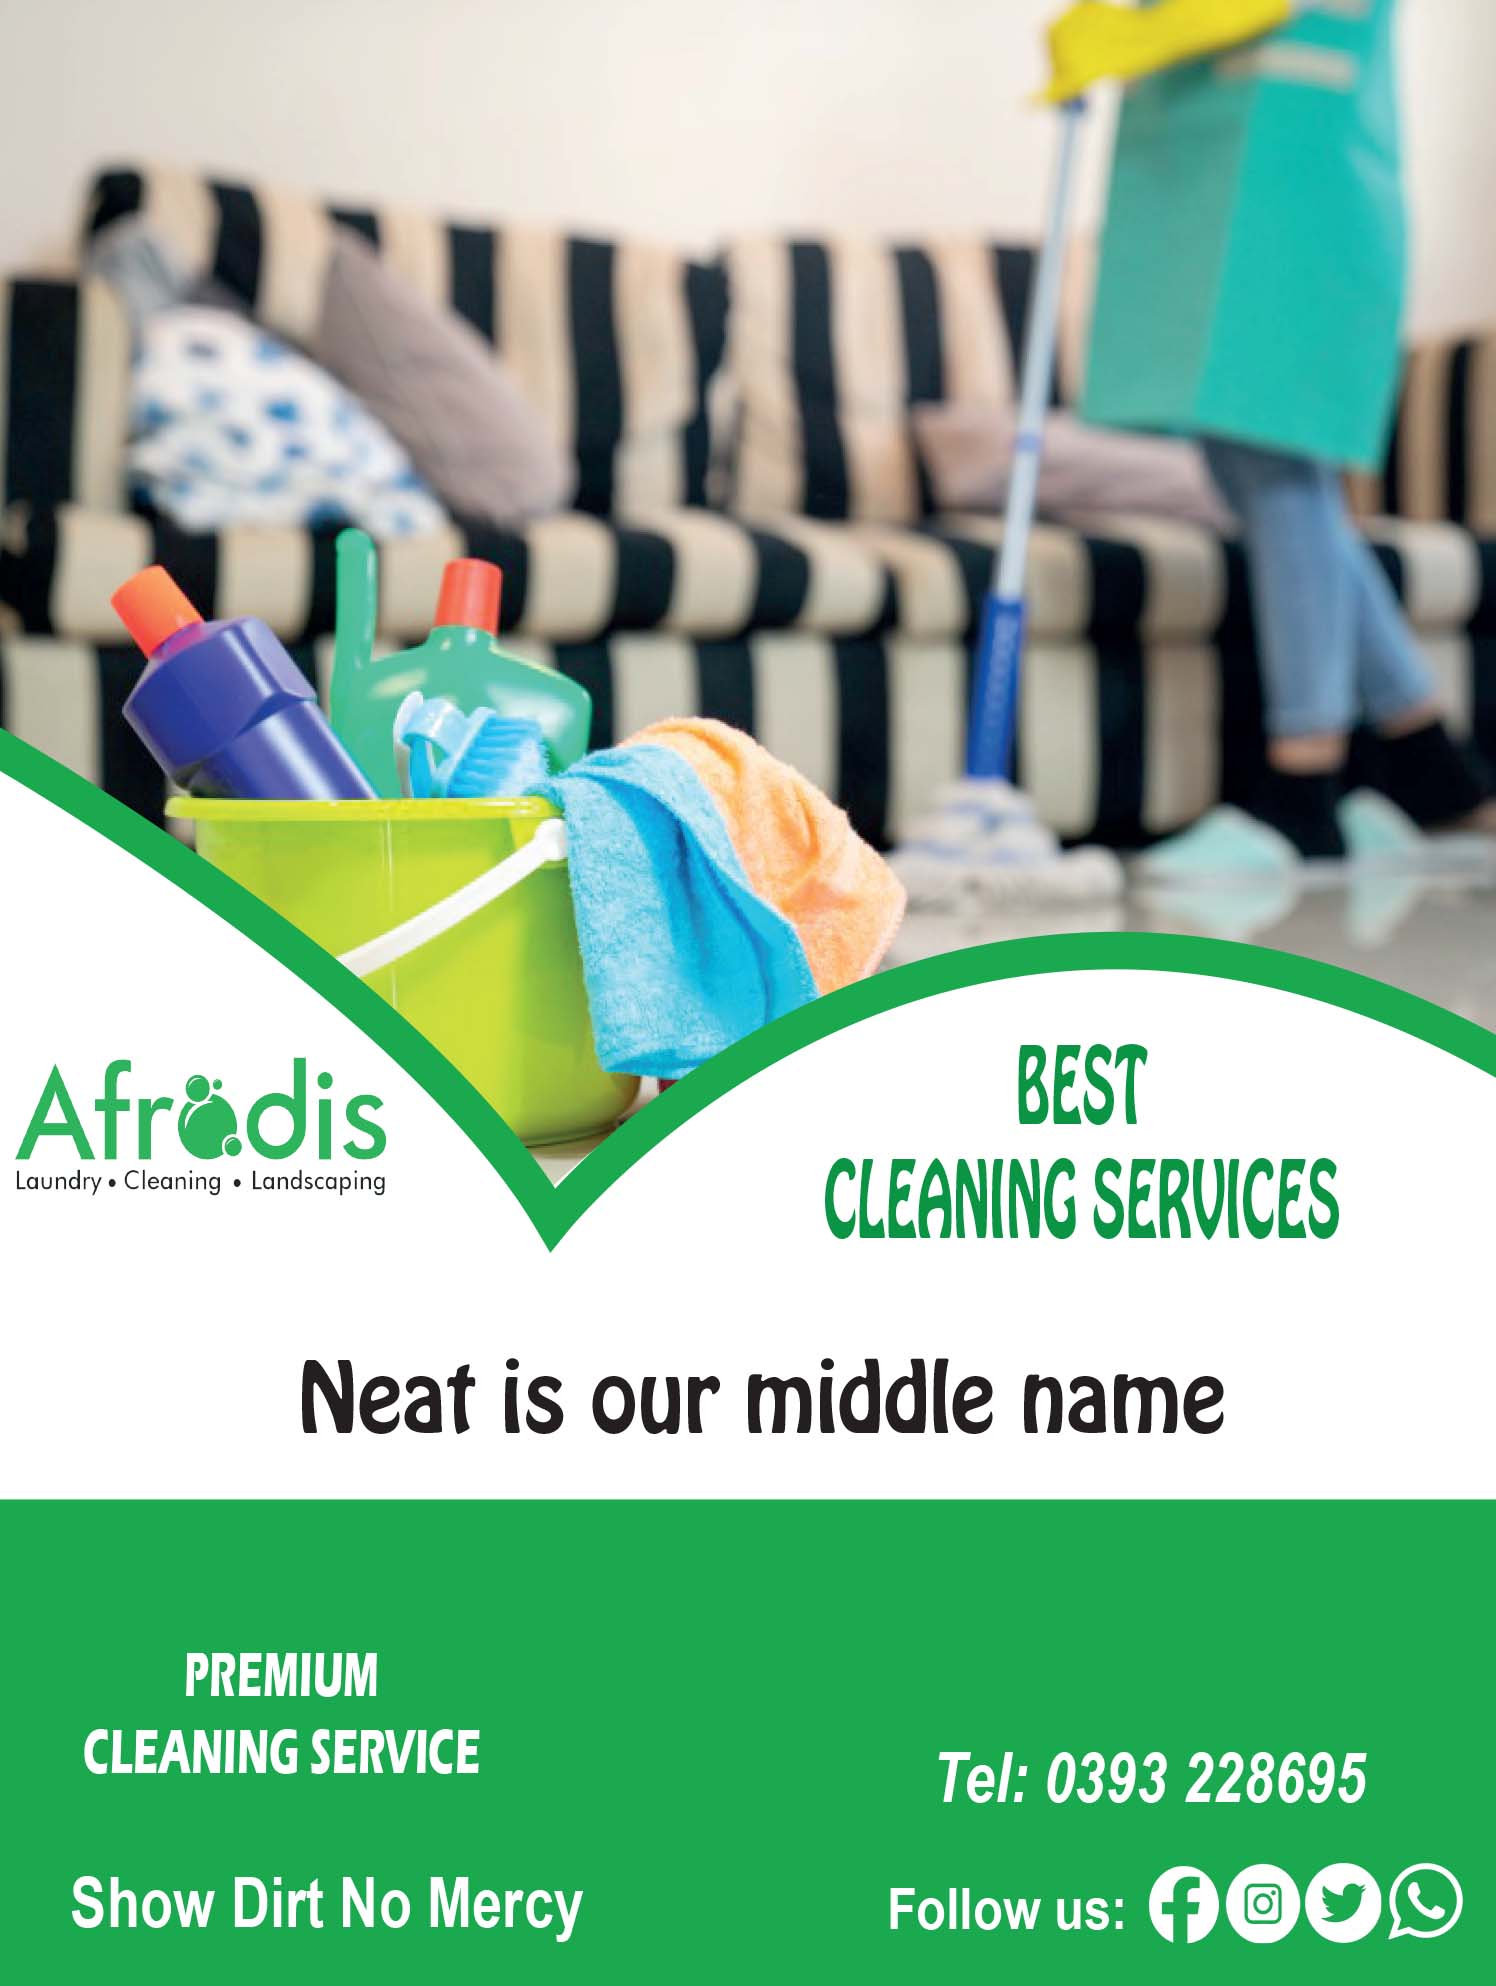 Afrodis
Laundry • Cleaning • Landscaping
BEST
CLEANING SERVICES
Neat is our middle name
PREMIUM
CLEANING SERVICE
Show Dirt No Mercy
Tel: 0393 228695
Follow us: